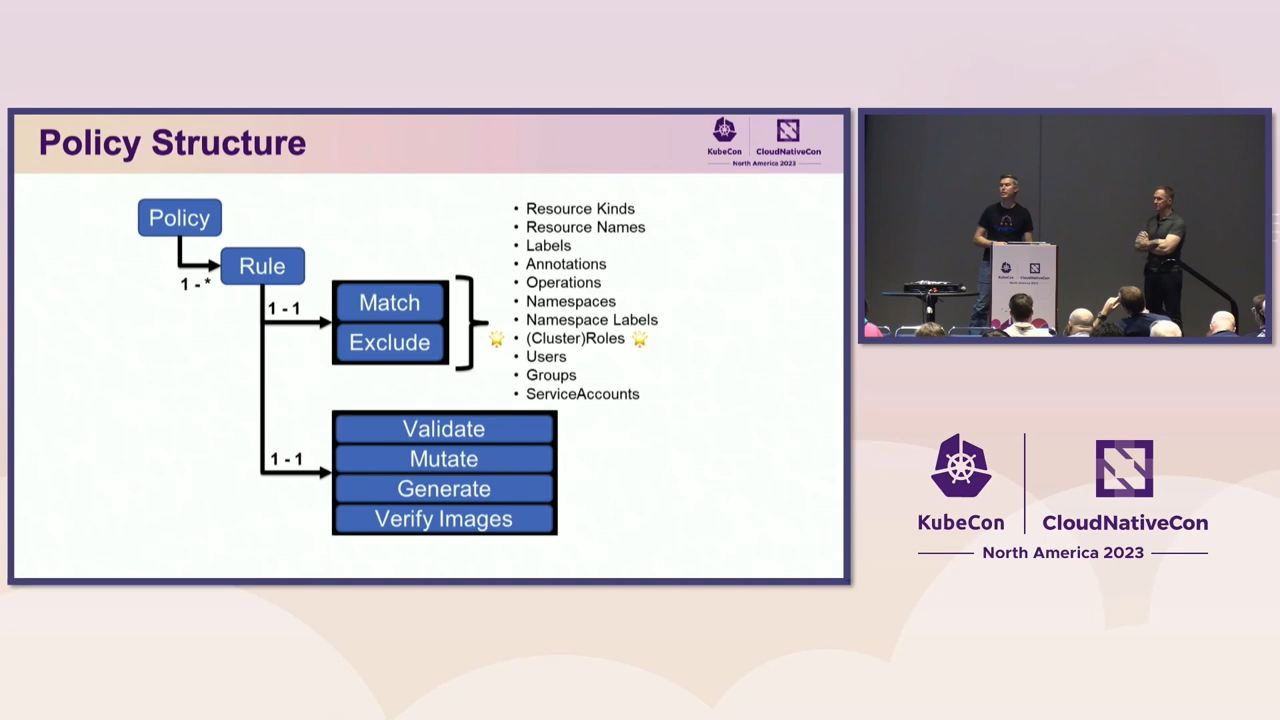 Policy Structure
KubeCon
CloudNativeCon
North America 2023
Policy
Rule
1 - *
1 - 1
Match
Exclude
• Resource Kinds
• Resource Names
• Labels
• Annotations
• Operations
• Namespaces
• Namespace Labels
• (Cluster)Roles
• Users
• Groups
• ServiceAccounts
1 - 1
Validate
Mutate
Generate
Verify Images
KubeCon
CloudNativeCon
KubeCon
CloudNativeCon
North America 2023